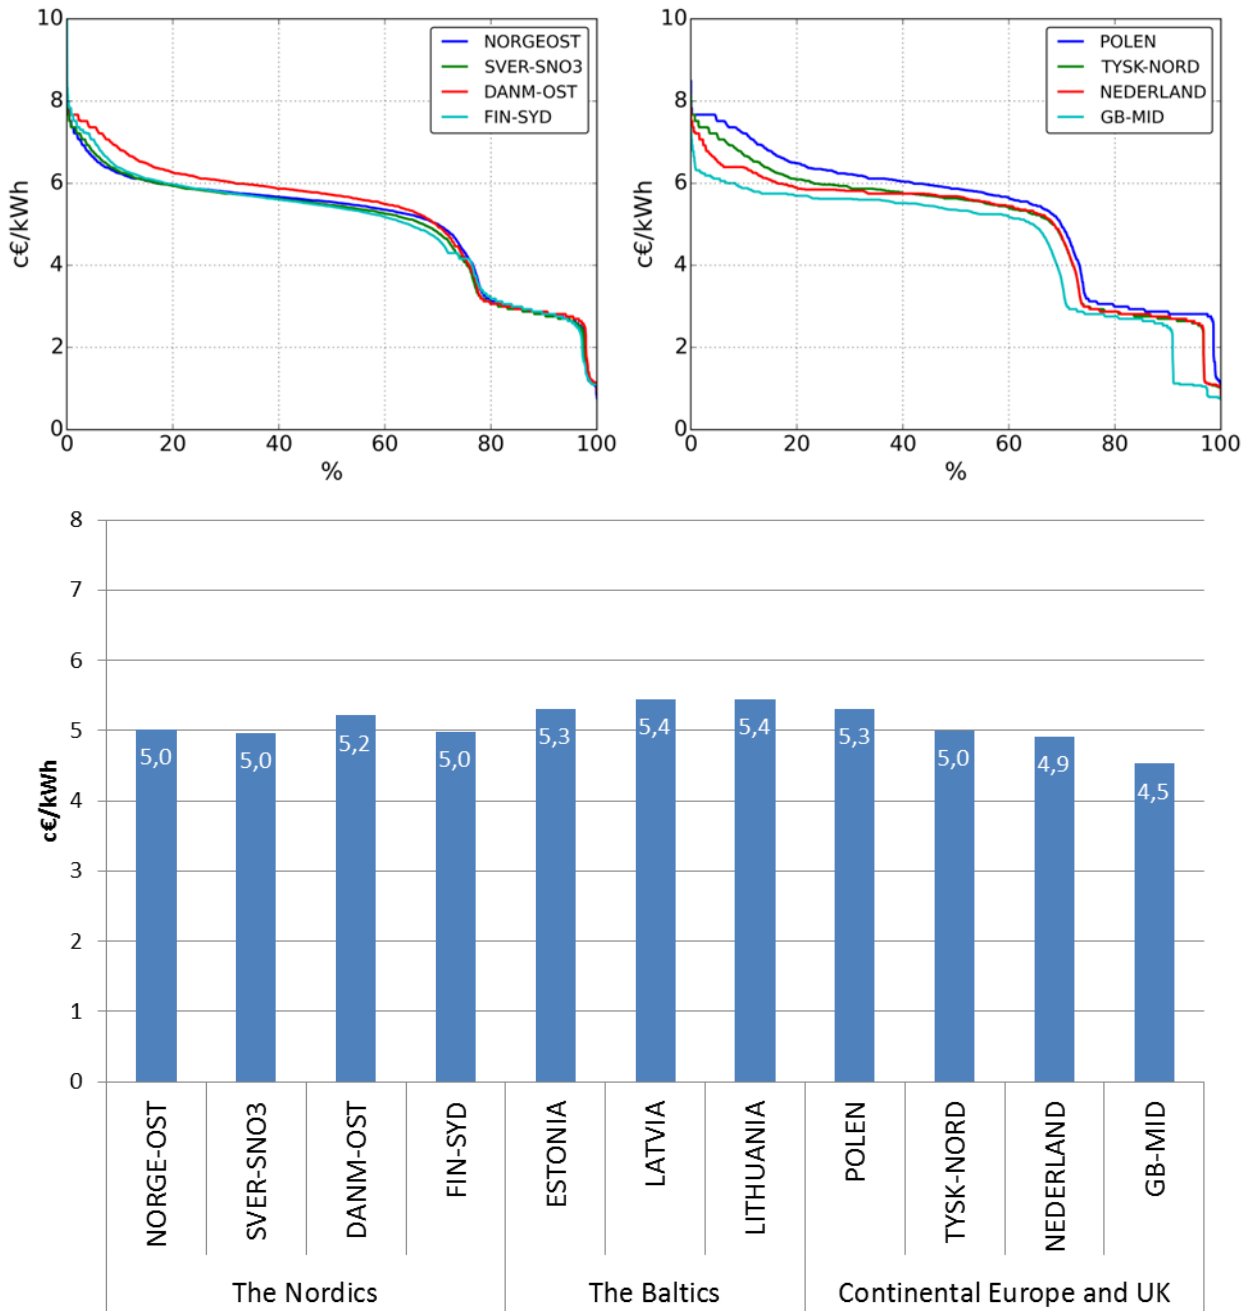 10
8
6
4
2
0
c€/kWh
0 20 40 60 80 100
%
NORGEOST
SVER-SNO3
DANM-OST
FIN-SYD
10
8
6
4
2
0
c€/kWh
0 20 40 60 80 100
%
POLEN
TYSK-NORD
NEDERLAND
GB-MID
8
7
6
5
4
3
2
1
0
c€/kWh
5,0 5,0 5,2 5,0 5,3 5,4 5,4 5,3 5,0 4,9 4,5
NORGE-OST
SVER-SNO3
DANM-OST
FIN-SYD
ESTONIA
LATVIA
LITHUANIA
POLEN
TYSK-NORD
NEDERLAND
GB-MID
The Nordics
The Baltics
Continental Europe and UK